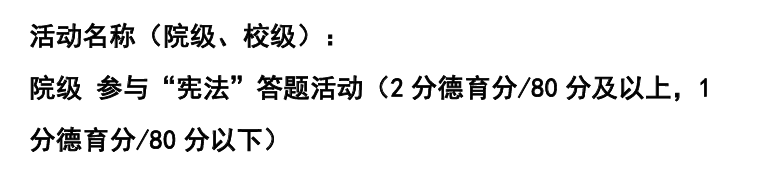 活动名称（院级、校级）：
院级 参与“宪法”答题活动（2 分德育分/80 分及以上，1
分德育分/80 分以下）